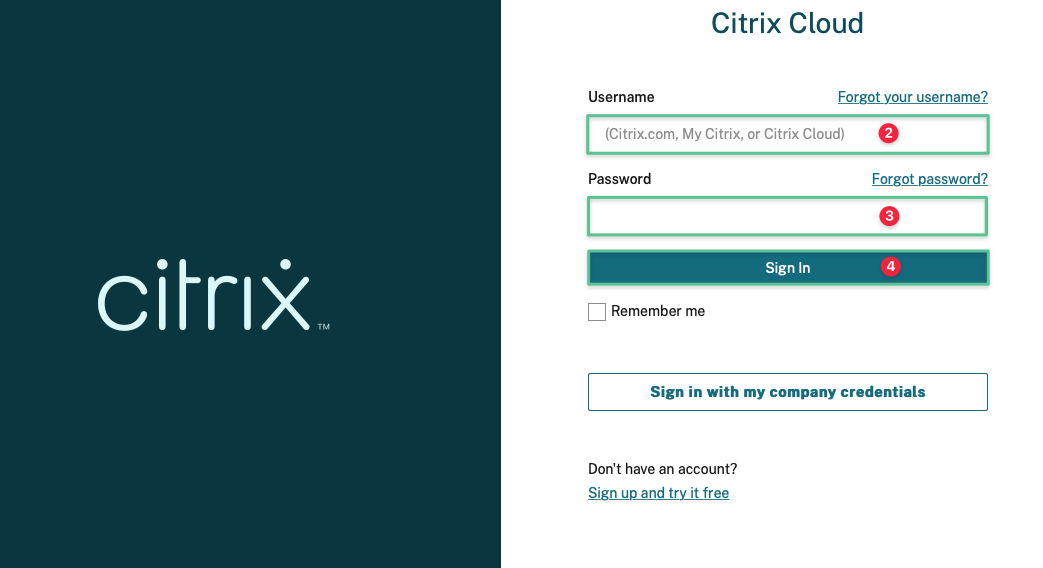 citrix
TM
Citrix Cloud
Username
Forgot your username?
(Citrix.com, My Citrix, or Citrix Cloud)
2
Password
Forgot password?
3
Sign In
4
Remember me
Sign in with my company credentials
Don't have an account?
Sign up and try it free